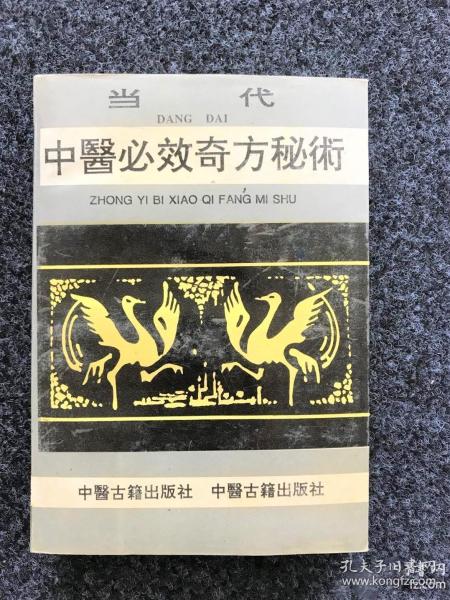 当 代
DANG DAI
中醫必效奇方秘術
ZHONG YI BI XIAO QI FANG MI SHU
中醫古籍出版社 中醫古籍出版社
孔夫子旧书网
www.kongfz.com